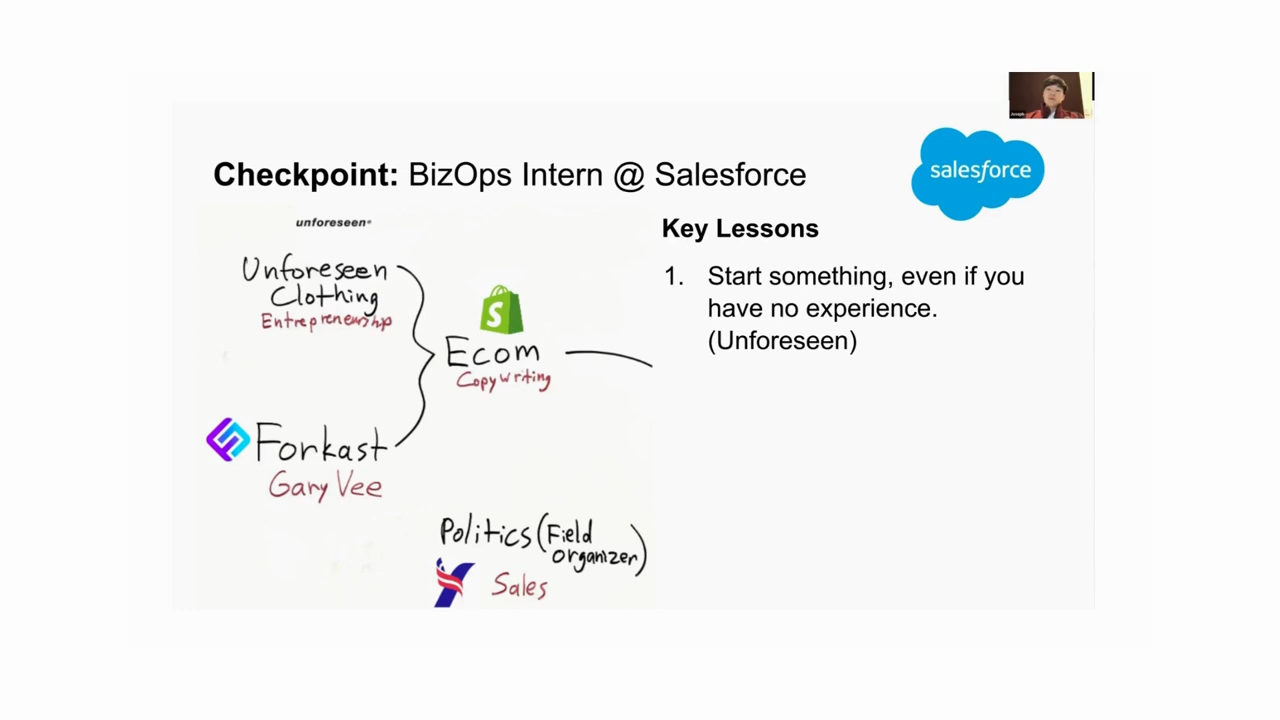 Joseph
salesforce
Checkpoint: BizOps Intern @ Salesforce
unforeseen
Unforeseen
Clothing
Entrepreneurship
Ecom
Copywriting
Forkast
Gary Vee
Politics (Field
organizer)
Sales
Key Lessons
1. Start something, even if you
have no experience.
(Unforeseen)